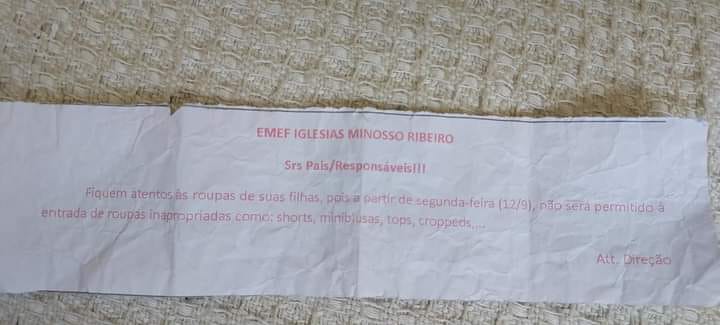 EMEF IGLESIAS MINOSSO RIBEIRO
Srs Pais/Responsáveis!!!
Fiquem atentos às roupas de suas filhas, pois a partir de segunda-feira (12/9), não será permitido à
entrada de roupas inapropriadas como: shorts, miniblusas, tops, croppeds,...
Att. Direção